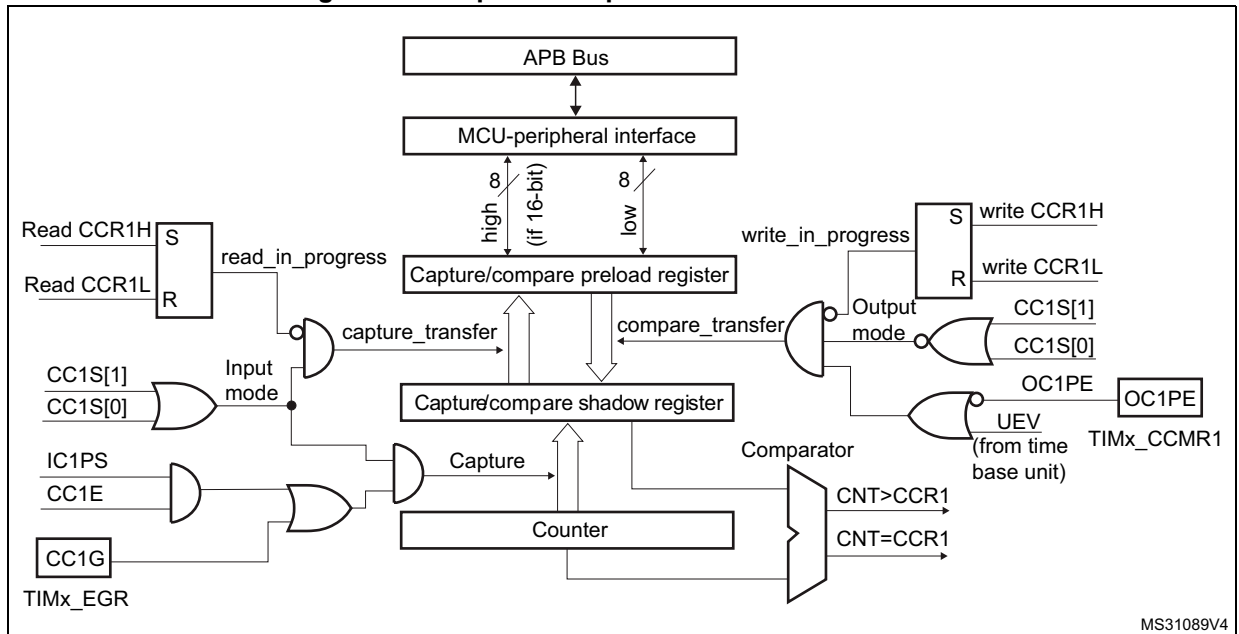 APB Bus
MCU-peripheral interface
8
high
(if 16-bit)
8
low
Read CCR1H
S
read_in_progress
Read CCR1L
R
write_in_progress
S
write CCR1H
R
write CCR1L
Capture/compare preload register
capture_transfer
compare_transfer
Output
mode
CC1S[1]
CC1S[0]
CC1S[1]
CC1S[0]
Input
mode
Capture/compare shadow register
OC1PE
OC1PE
UEV
(from time
base unit)
TIMx_CCMR1
IC1PS
CC1E
Capture
Comparator
CNT>CCR1
Counter
CNT=CCR1
CC1G
TIMx_EGR
MS31089V4